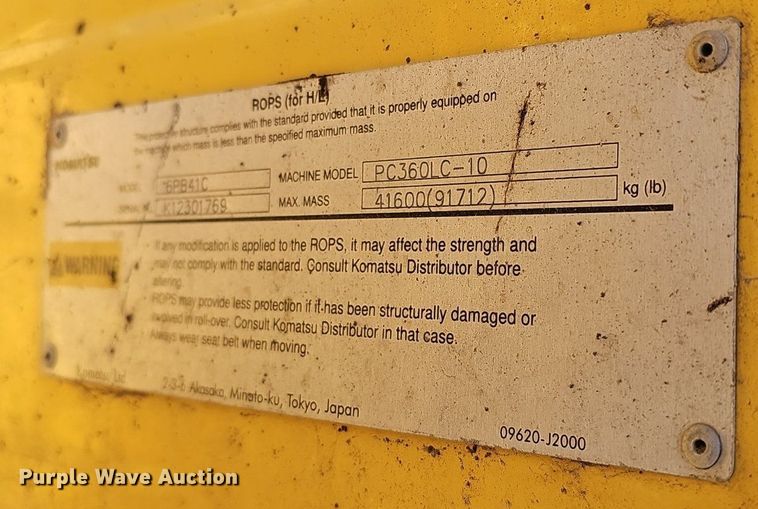 ROPS (for H/E)
This protective structure complies with the standard provided that it is properly equipped on
the machine which mass is less than the specified maximum mass.
KOMATSU
MODEL 6PB41C MACHINE MODEL PC360LC-10
SERIAL K12301769 MAX. MASS 41600(91712) kg (lb)
WARNING
If any modification is applied to the ROPS, it may affect the strength and
may not comply with the standard. Consult Komatsu Distributor before
altering.
ROPS may provide less protection if it has been structurally damaged or
involved in roll-over. Consult Komatsu Distributor in that case.
Always wear seat belt when moving.
Komatsu Ltd.
2-3-6 Akasaka, Minato-ku, Tokyo, Japan
09620-J2000
Purple Wave Auction